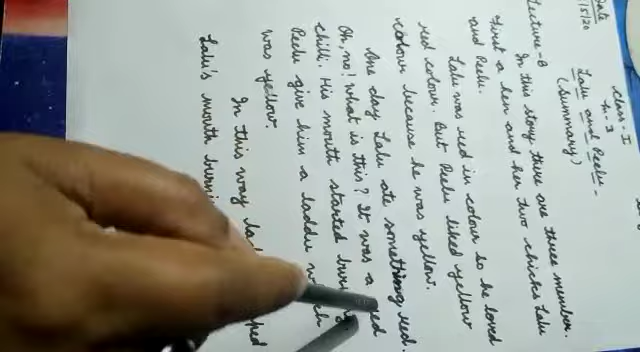 Date
/5/20
Class - I
L - 3
Lalu and Peelu -
(Summary)
Lecture - 8
In this story there are three member.
First a hen and her two chicks Lalu
and Peelu.
Lalu was red in colour so he loved
red colour. But Peelu liked yellow
colour because he was yellow.
One day Lalu ate something red.
Oh, no! What is this? It was a red
chilli. His mouth started burning
Peelu give him a laddu which
was yellow.
In this way
Lalu's mouth